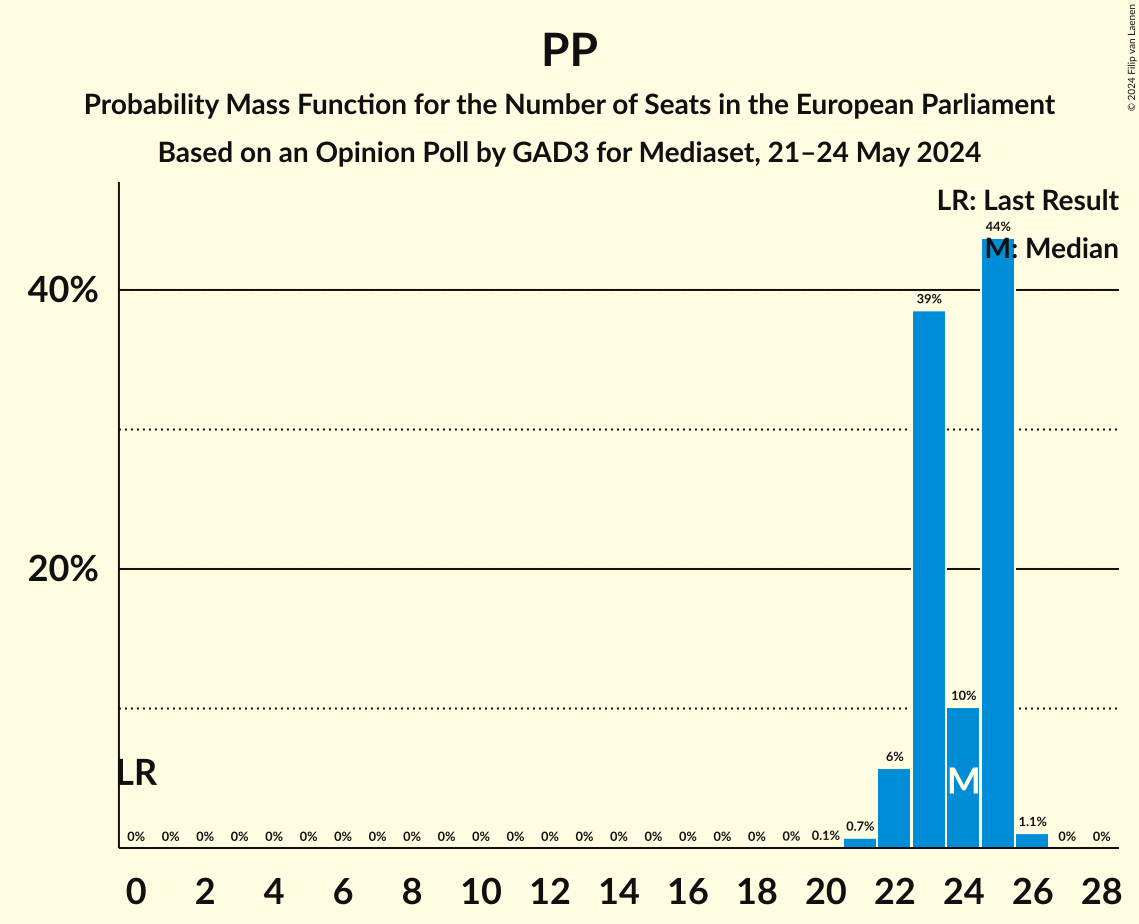 PP
Probability Mass Function for the Number of Seats in the European Parliament
Based on an Opinion Poll by GAD3 for Mediaset, 21–24 May 2024
© 2024 Filip van Laenen
LR: Last Result
M: Median
44%
40%
39%
20%
10%
6%
LR
M
0% 0% 0% 0% 0% 0% 0% 0% 0% 0% 0% 0% 0% 0% 0% 0% 0% 0% 0% 0% 0.1% 0.7% 1.1% 0% 0%
0 2 4 6 8 10 12 14 16 18 20 22 24 26 28